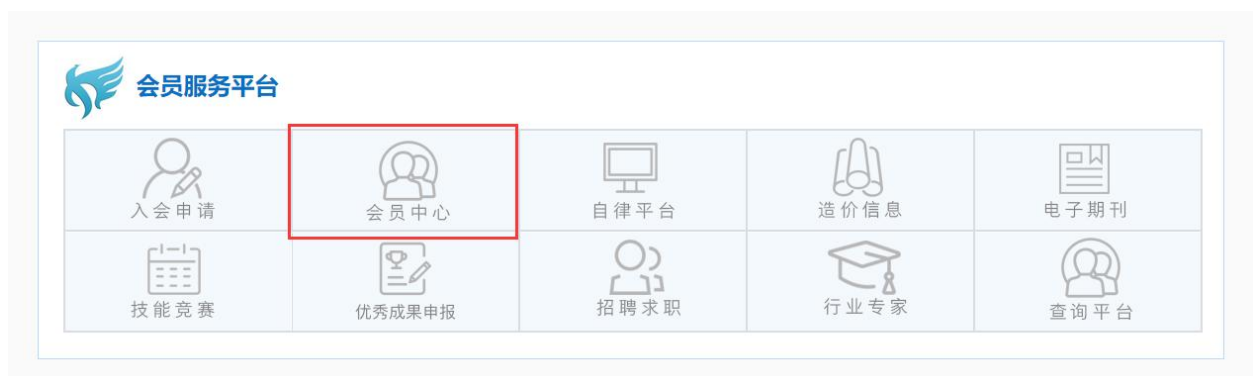 会员服务平台
入会申请 会员中心 自律平台 造价信息 电子期刊
技能竞赛 优秀成果申报 招聘求职 行业专家 查询平台